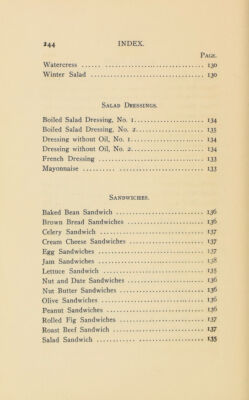 244 INDEX.
PAGE.
Watercress ...... .................................. 130
Winter Salad .................................... 130
SALAD DRESSINGS.
Boiled Salad Dressing, No. 1 ...................... 134
Boiled Salad Dressing, No. 2 ...................... 135
Dressing without Oil, No. 1 ....................... 134
Dressing without Oil, No. 2 ....................... 134
French Dressing ................................. 133
Mayonnaise .......... ........................... 133
SANDWICHES.
Baked Bean Sandwich ........................... 136
Brown Bread Sandwiches ........................ 136
Celery Sandwich ................................. 137
Cream Cheese Sandwiches ....................... 137
Egg Sandwiches ................................. 137
Jam Sandwiches ................................. 138
Lettuce Sandwich ................................ 135
Nut and Date Sandwiches ........................ 136
Nut Butter Sandwiches .......................... 136
Olive Sandwiches ................................ 136
Peanut Sandwiches .............................. 136
Rolled Fig Sandwiches .......................... 137
Roast Beef Sandwich ............................ 137
Salad Sandwich ................................. 135